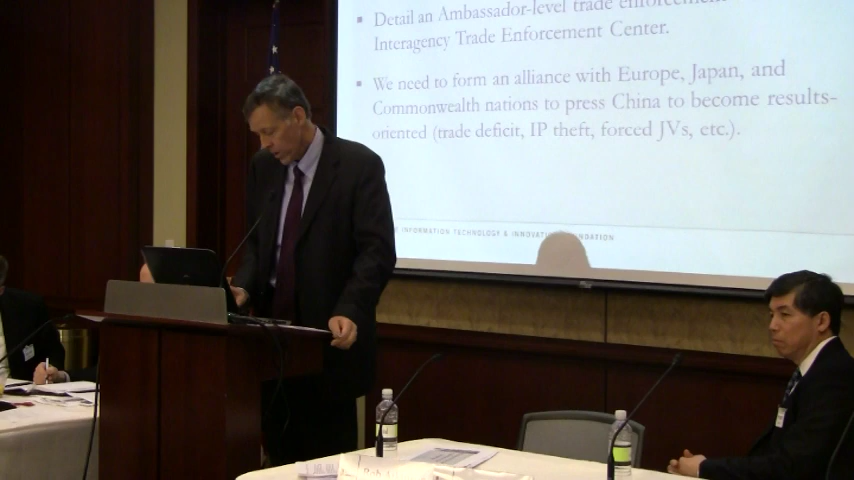 ▪ Detail an Ambassador-level trade enforcement
Interagency Trade Enforcement Center.
▪ We need to form an alliance with Europe, Japan, and
Commonwealth nations to press China to become results-
oriented (trade deficit, IP theft, forced JVs, etc.).
INFORMATION TECHNOLOGY & INNOVATI NDATION